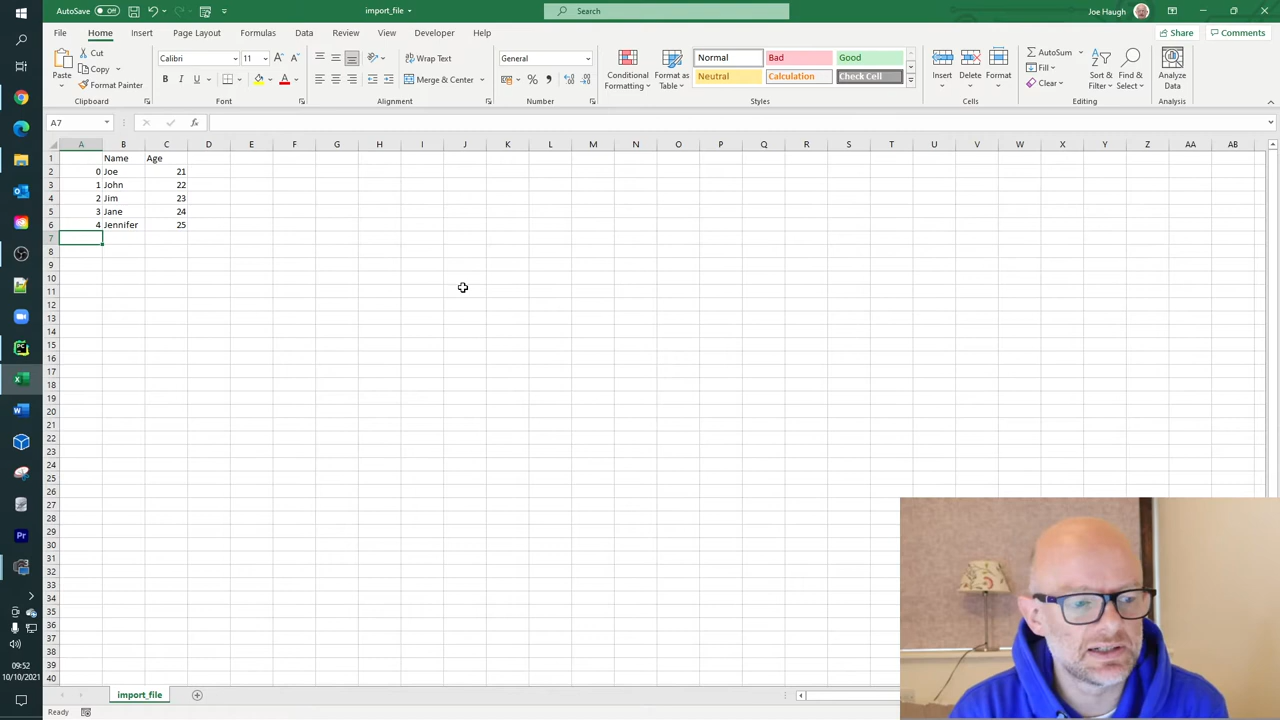 AutoSave Off import_file Search Joe Haugh
File Home Insert Page Layout Formulas Data Review View Developer Help Share Comments
Paste Cut Copy Format Painter Calibri 11 B I U A Wrap Text Merge & Center General % Conditional Formatting Format as Table Normal Bad Good Neutral Calculation Check Cell Insert Delete Format AutoSum Fill Clear Sort & Filter Find & Select Analyze Data
Clipboard Font Alignment Number Styles Cells Editing Analysis
A7 fx
A B C D E F G H I J K L M N O P Q R S T U V W X Y Z AA AB
1 Name Age
2 0 Joe 21
3 1 John 22
4 2 Jim 23
5 3 Jane 24
6 4 Jennifer 25
7
8
9
10
11
12
13
14
15
16
17
18
19
20
21
22
23
24
25
26
27
28
29
30
31
32
33
34
35
36
37
38
39
40
09:52
10/10/2021
import_file
Ready